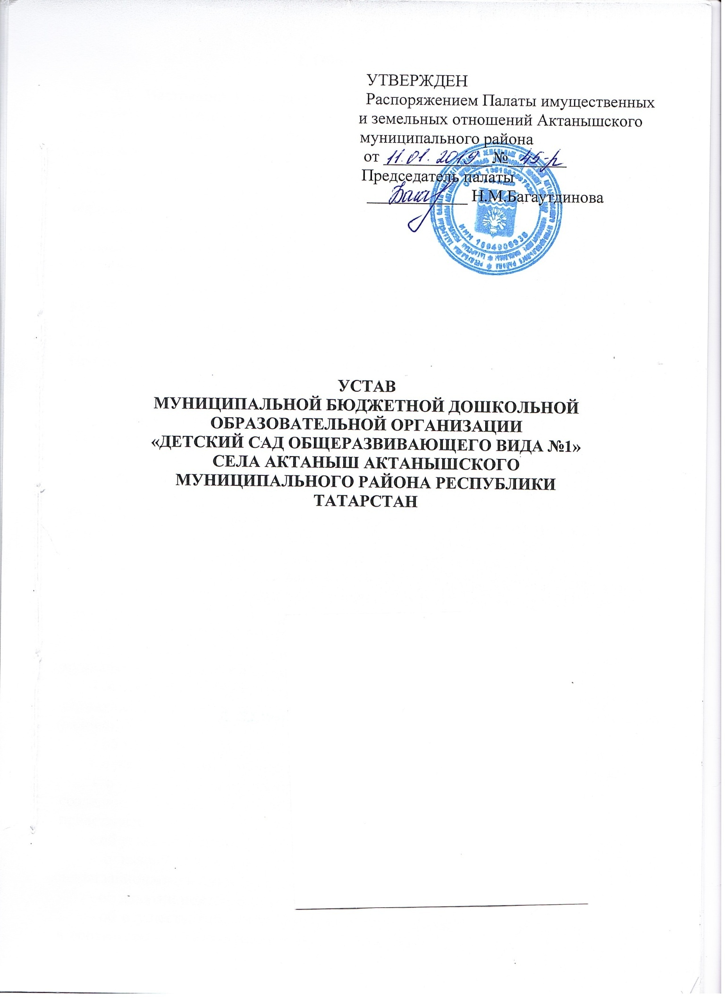 УТВЕРЖДЕН
Распоряжением Палаты имущественных
и земельных отношений Актанышского
муниципального района
от 11.01.2019 № 45-р
Председатель палаты
Н.М.Багаутдинова
УСТАВ
МУНИЦИПАЛЬНОЙ БЮДЖЕТНОЙ ДОШКОЛЬНОЙ
ОБРАЗОВАТЕЛЬНОЙ ОРГАНИЗАЦИИ
«ДЕТСКИЙ САД ОБЩЕРАЗВИВАЮЩЕГО ВИДА №1»
СЕЛА АКТАНЫШ АКТАНЫШСКОГО
МУНИЦИПАЛЬНОГО РАЙОНА РЕСПУБЛИКИ
ТАТАРСТАН